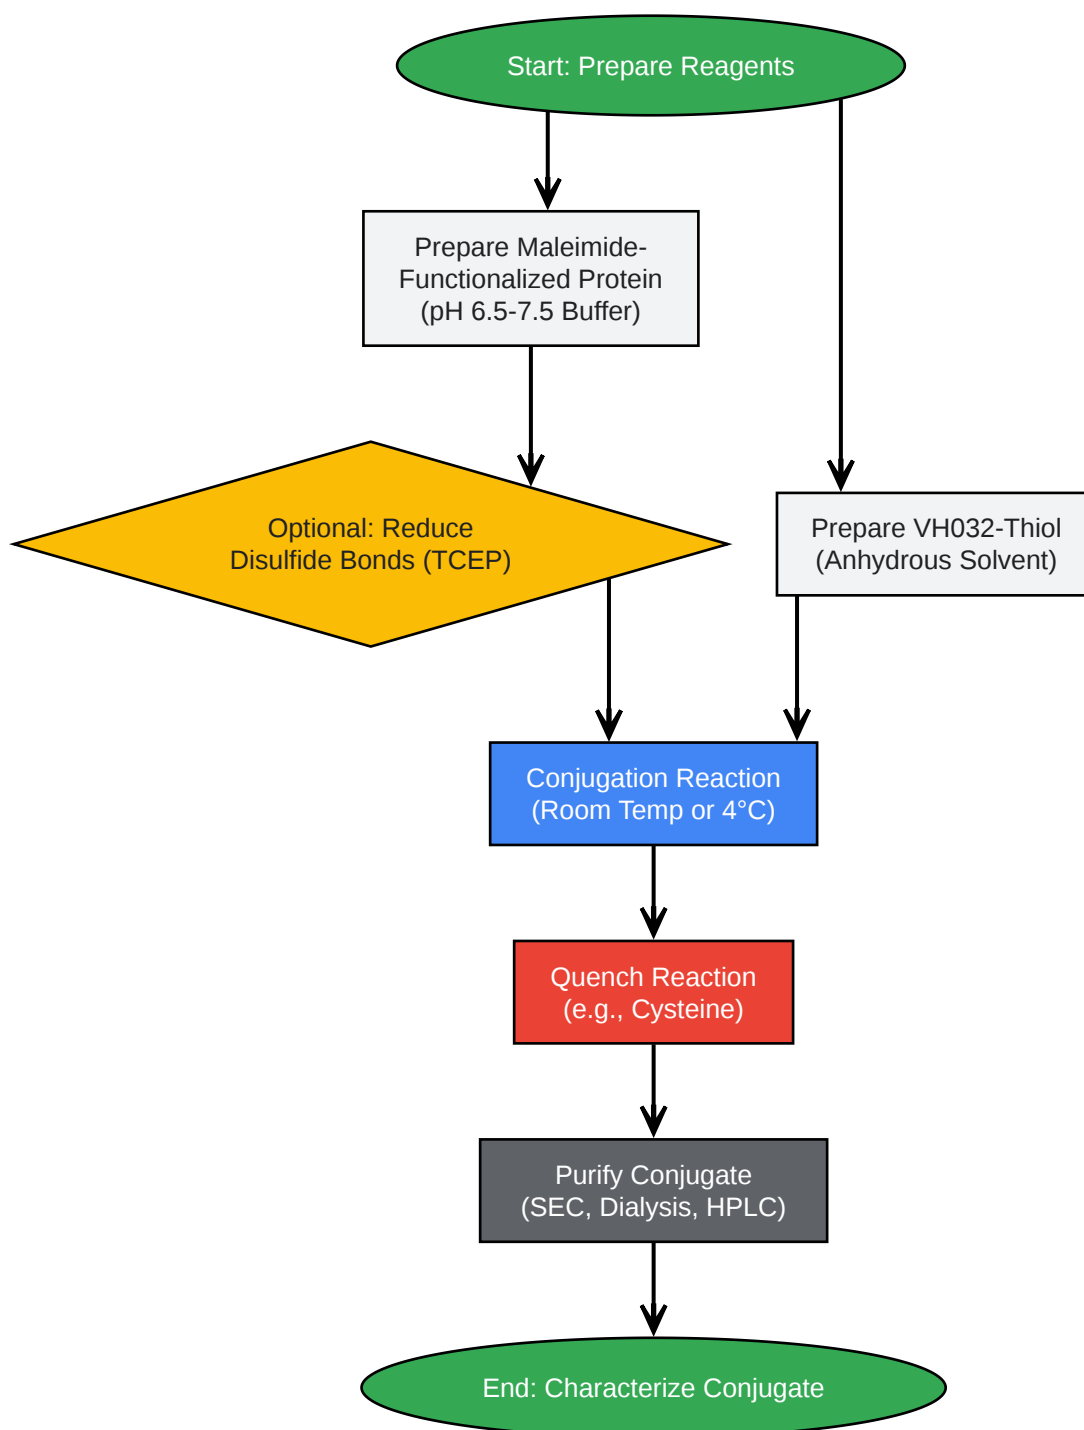 Start: Prepare Reagents
Prepare Maleimide-
Functionalized Protein
(pH 6.5-7.5 Buffer)
Optional: Reduce
Disulfide Bonds (TCEP)
Prepare VH032-Thiol
(Anhydrous Solvent)
Conjugation Reaction
(Room Temp or 4°C)
Quench Reaction
(e.g., Cysteine)
Purify Conjugate
(SEC, Dialysis, HPLC)
End: Characterize Conjugate